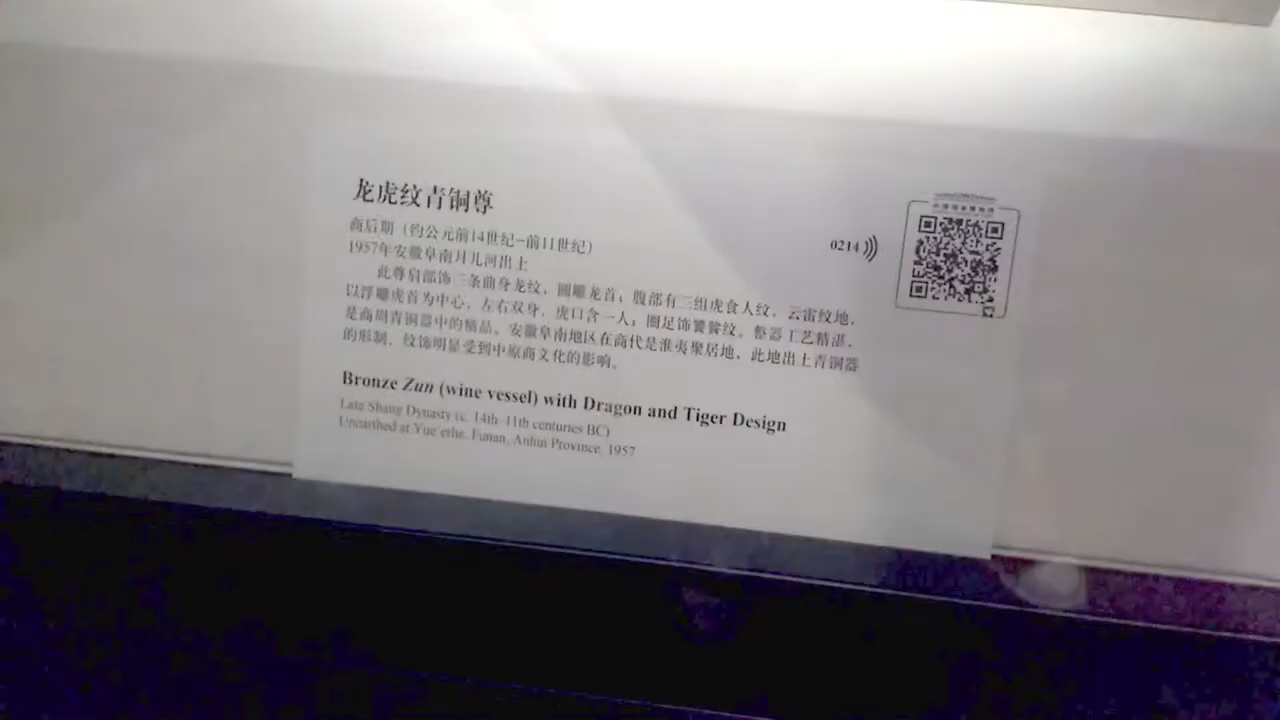 龙虎纹青铜尊
商后期（约公元前14世纪-前11世纪）
1957年安徽阜南月儿河出土
此尊肩部饰三条曲身龙纹，圆雕龙首；腹部有三组虎食人纹，云雷纹地，
以浮雕虎首为中心，左右双身，虎口含一人；圈足饰饕餮纹。整器工艺精湛，
是商周青铜器中的精品。安徽阜南地区在商代是淮夷聚居地，此地出土青铜器
的形制、纹饰明显受到中原商文化的影响。
0214
Bronze Zun (wine vessel) with Dragon and Tiger Design
Late Shang Dynasty (c. 14th–11th centuries BC)
Unearthed at Yue'erhe, Funan, Anhui Province, 1957